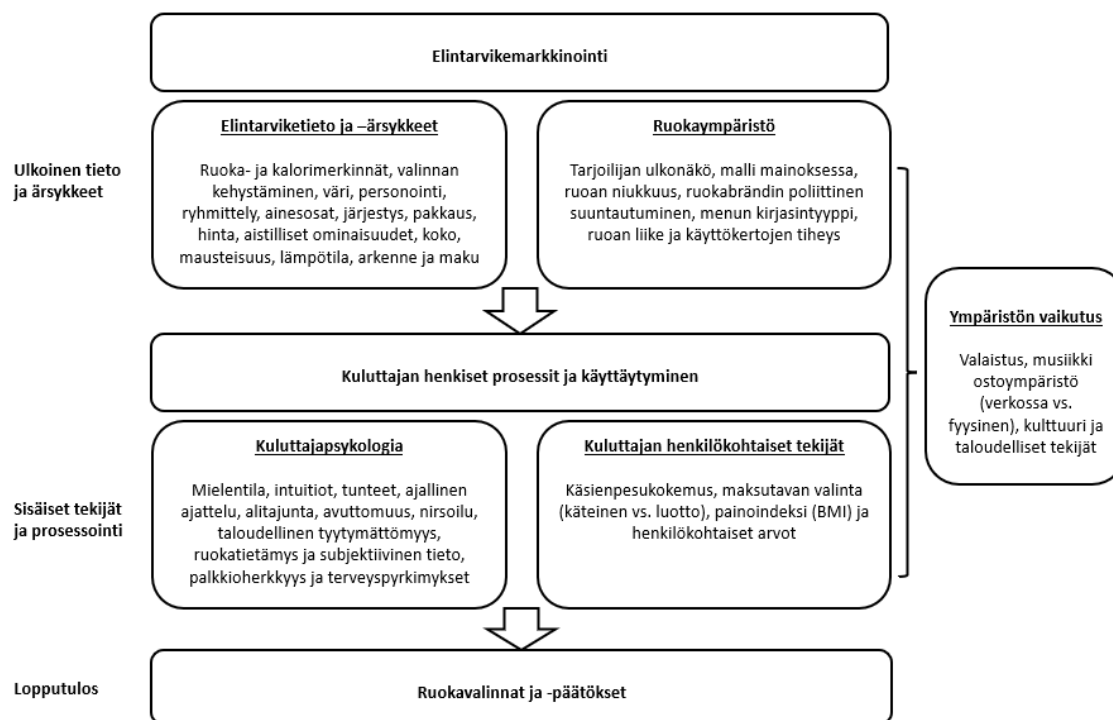 Elintarvikemarkkinointi
Ulkoinen tieto
ja ärsykkeet
Elintarviketieto ja –ärsykkeet
Ruoka- ja kalorimerkinnät, valinnan
kehystäminen, väri, personointi,
ryhmittely, ainesosat, järjestys, pakkaus,
hinta, aistilliset ominaisuudet, koko,
mausteisuus, lämpötila, arkenne ja maku
Ruokaympäristö
Tarjoilijan ulkonäkö, malli mainoksessa,
ruoan niukkuus, ruokabrändin poliittinen
suuntautuminen, menun kirjasintyyppi,
ruoan liike ja käyttökertojen tiheys
Kuluttajan henkiset prosessit ja käyttäytyminen
Sisäiset tekijät
ja prosessointi
Kuluttajapsykologia
Mielentila, intuitiot, tunteet, ajallinen
ajattelu, alitajunta, avuttomuus, nirsoilu,
taloudellinen tyytymättömyys,
ruokatietämys ja subjektiivinen tieto,
palkkioherkkyys ja terveyspyrkimykset
Kuluttajan henkilökohtaiset tekijät
Käsienpesukokemus, maksutavan valinta
(käteinen vs. luotto), painoindeksi (BMI) ja
henkilökohtaiset arvot
Ympäristön vaikutus
Valaistus, musiikki
ostoympäristö
(verkossa vs.
fyysinen), kulttuuri ja
taloudelliset tekijät
Lopputulos
Ruokavalinnat ja -päätökset